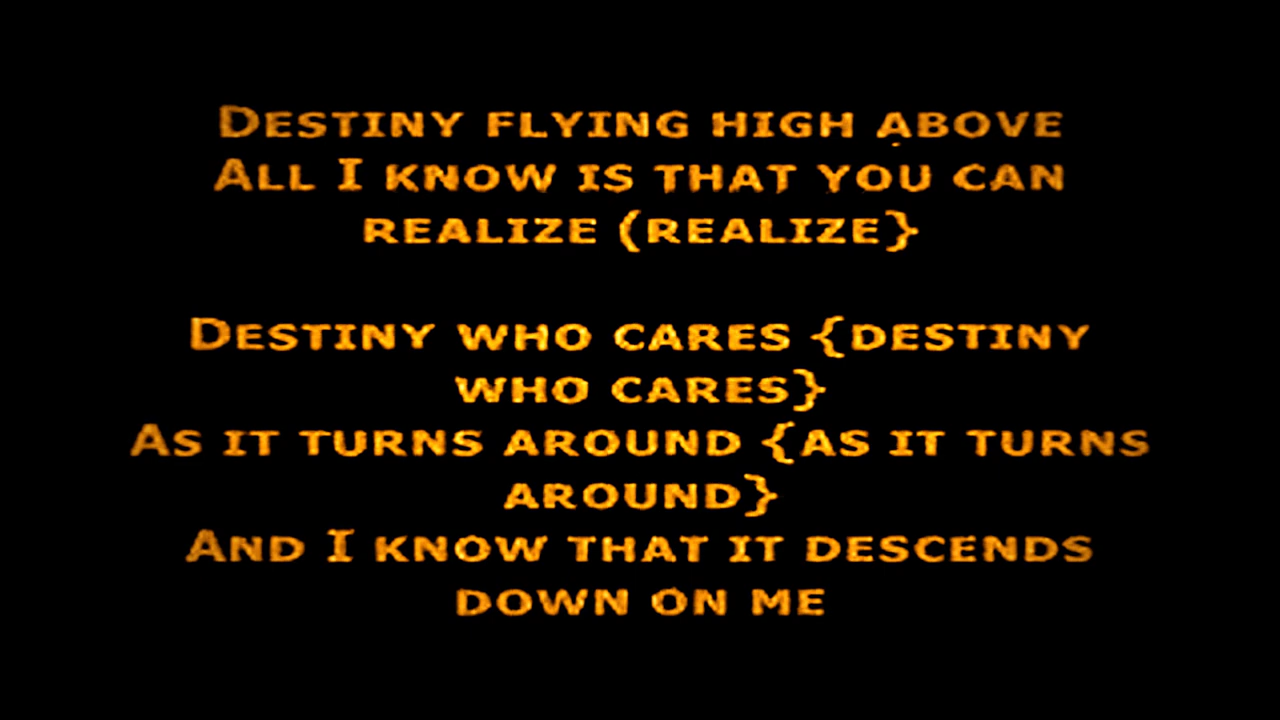 Destiny flying high above
All I know is that you can
realize (realize}
Destiny who cares {destiny
who cares}
As it turns around {as it turns
around}
And I know that it descends
down on me